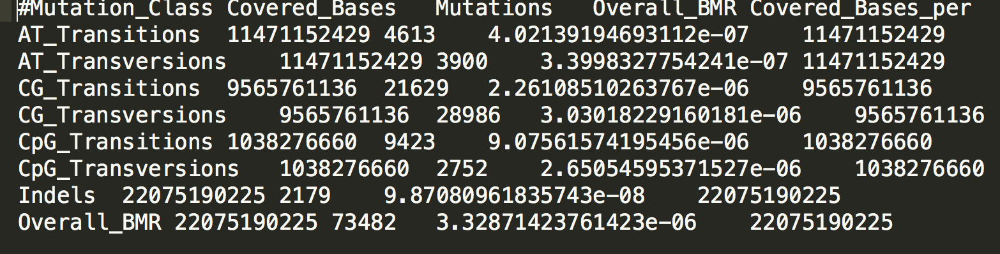 #Mutation_Class Covered_Bases Mutations Overall_BMR Covered_Bases_per
AT_Transitions 11471152429 4613 4.02139194693112e-07 11471152429
AT_Transversions 11471152429 3900 3.3998327754241e-07 11471152429
CG_Transitions 9565761136 21629 2.26108510263767e-06 9565761136
CG_Transversions 9565761136 28986 3.03018229160181e-06 9565761136
CpG_Transitions 1038276660 9423 9.07561574195456e-06 1038276660
CpG_Transversions 1038276660 2752 2.65054595371527e-06 1038276660
Indels 22075190225 2179 9.87080961835743e-08 22075190225
Overall_BMR 22075190225 73482 3.32871423761423e-06 22075190225